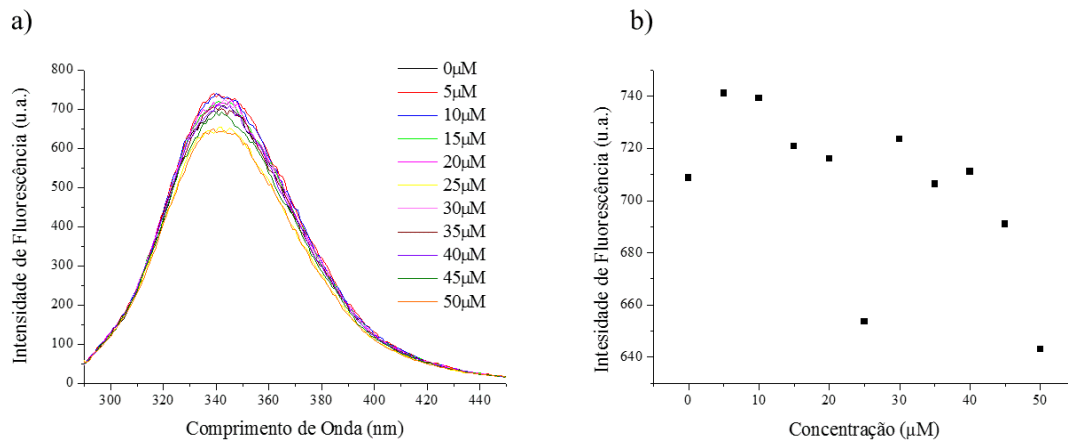 a)
Intensidade de Fluorescência (u.a.)
800
700
600
500
400
300
200
100
0
300 320 340 360 380 400 420 440
Comprimento de Onda (nm)
0μM
5μM
10μM
15μM
20μM
25μM
30μM
35μM
40μM
45μM
50μM
b)
Intesidade de Fluorescência (u.a.)
740
720
700
680
660
640
0 10 20 30 40 50
Concentração (μM)